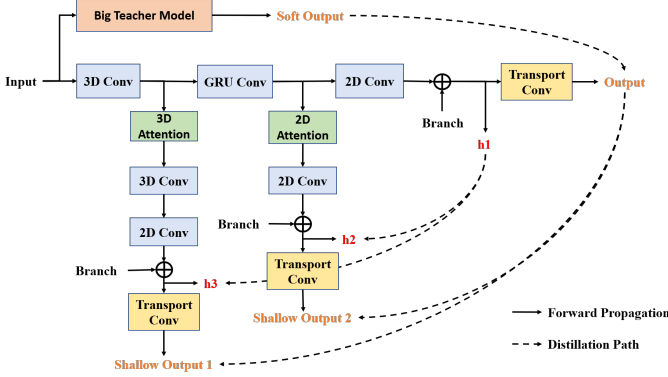 Big Teacher Model
Soft Output
Input
3D Conv
GRU Conv
2D Conv
Transport
Conv
Output
Branch
3D
Attention
2D
Attention
h1
3D Conv
2D Conv
2D Conv
Branch
h2
Branch
Transport
Conv
h3
Transport
Conv
Shallow Output 2
Forward Propagation
Distillation Path
Shallow Output 1